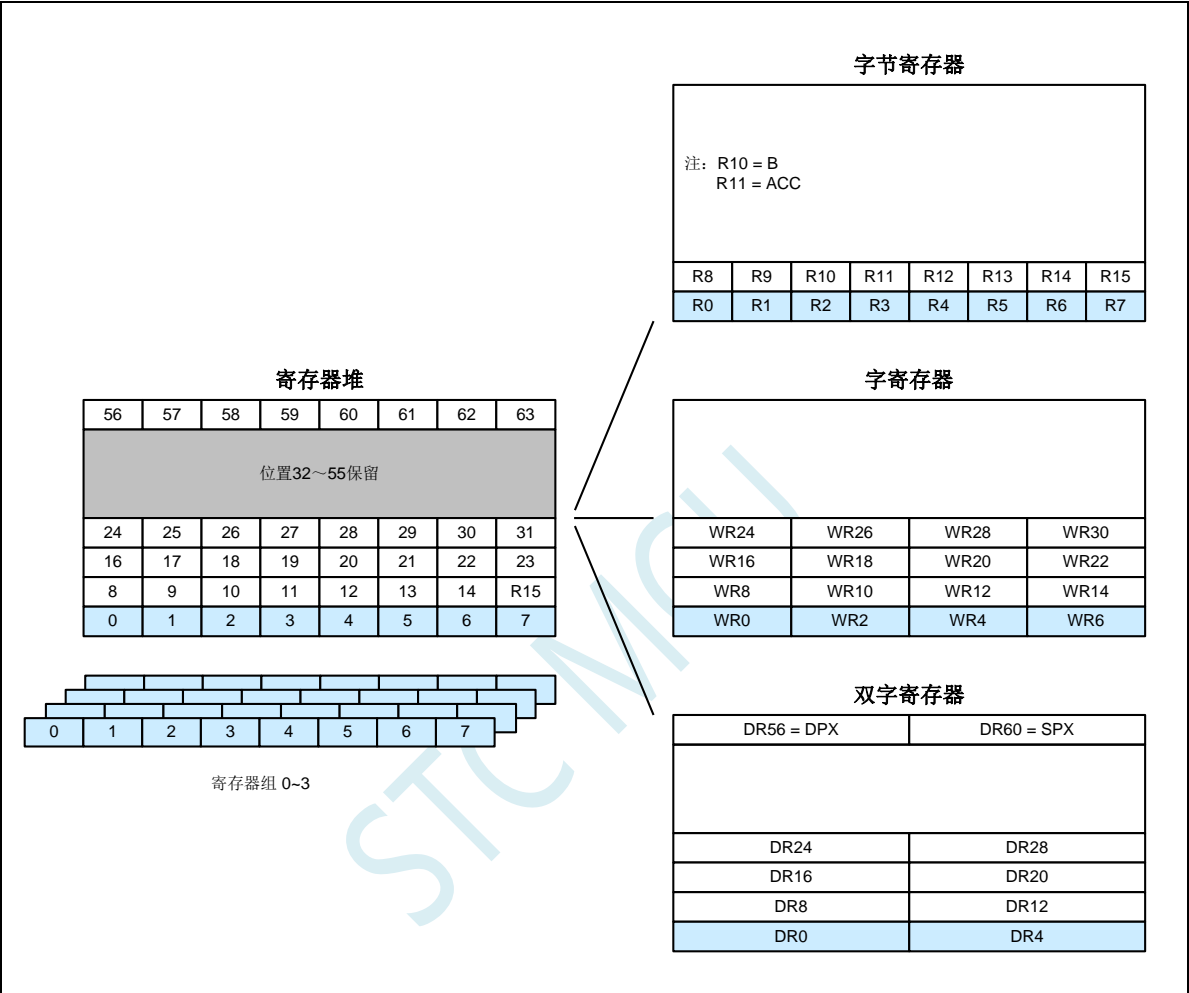 字节寄存器
注：R10 = B
R11 = ACC
R8 R9 R10 R11 R12 R13 R14 R15
R0 R1 R2 R3 R4 R5 R6 R7
寄存器堆
56 57 58 59 60 61 62 63
位置32～55保留
24 25 26 27 28 29 30 31
16 17 18 19 20 21 22 23
8 9 10 11 12 13 14 R15
0 1 2 3 4 5 6 7
0 1 2 3 4 5 6 7
寄存器组 0~3
字寄存器
WR24 WR26 WR28 WR30
WR16 WR18 WR20 WR22
WR8 WR10 WR12 WR14
WR0 WR2 WR4 WR6
双字寄存器
DR56 = DPX DR60 = SPX
DR24 DR28
DR16 DR20
DR8 DR12
DR0 DR4
STC MCU